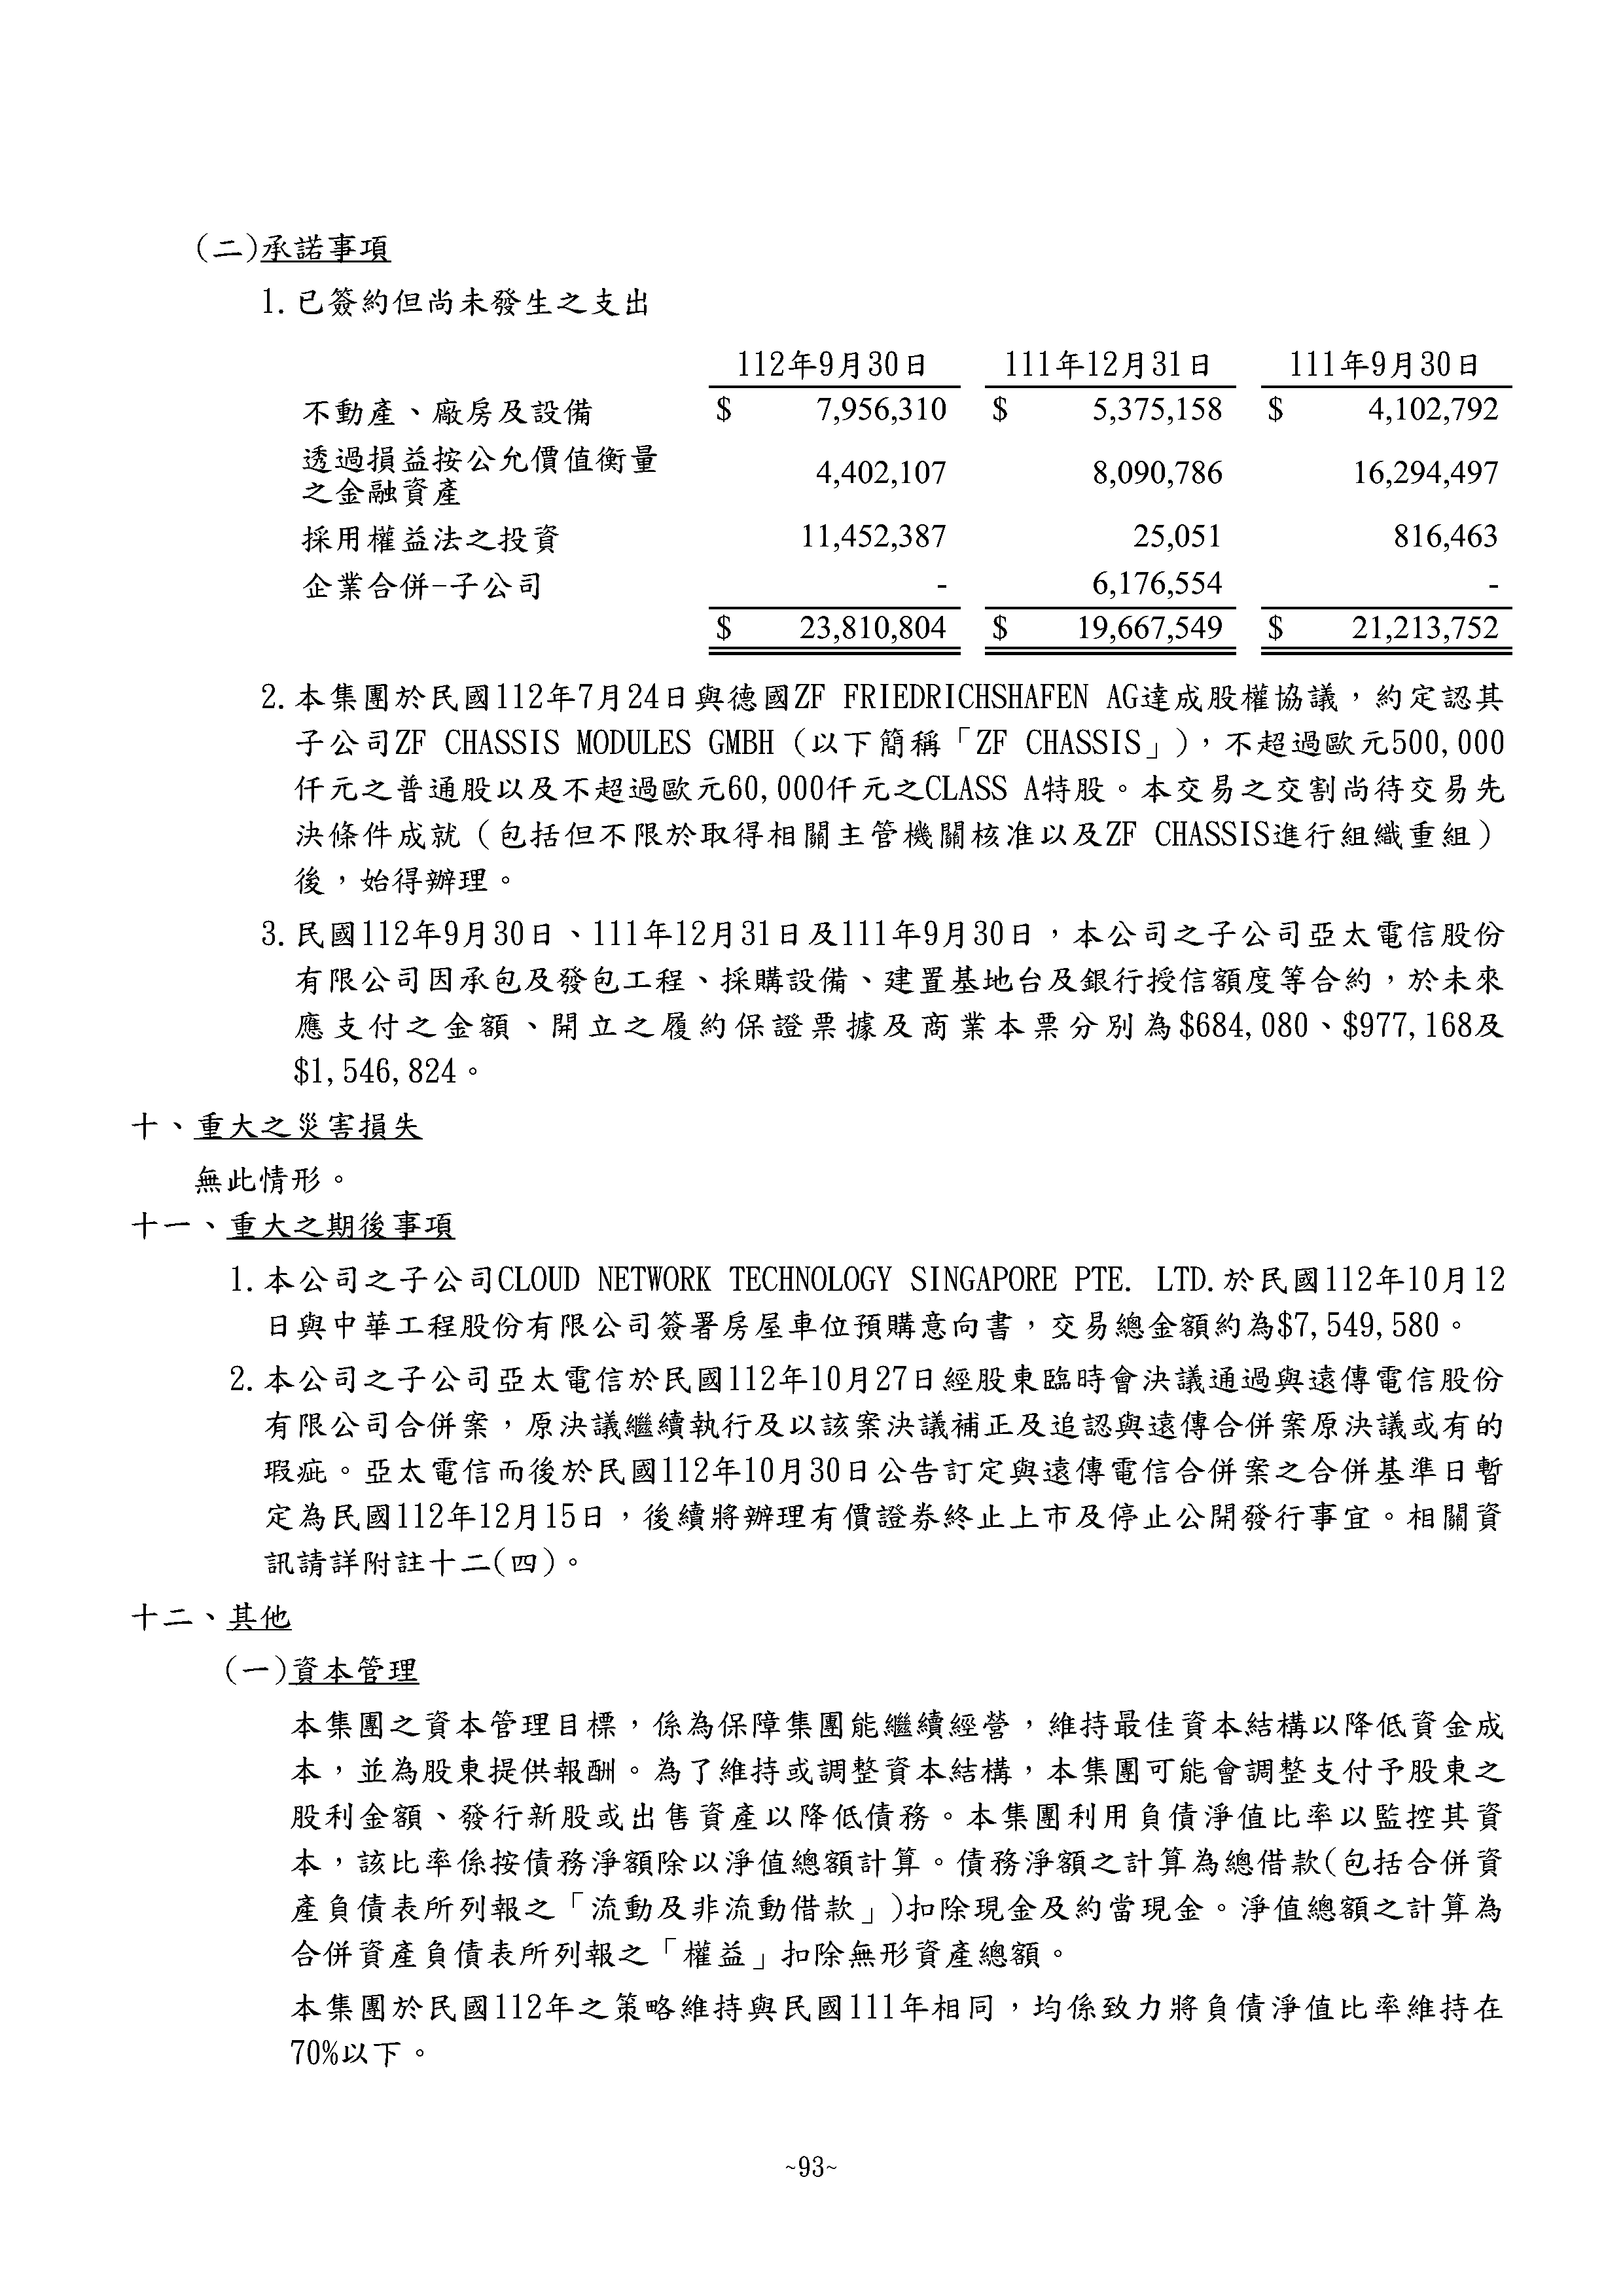 (二)承諾事項
1.已簽約但尚未發生之支出
112年9月30日 111年12月31日 111年9月30日
不動產、廠房及設備 $ 7,956,310 $ 5,375,158 $ 4,102,792
透過損益按公允價值衡量
之金融資產 4,402,107 8,090,786 16,294,497
採用權益法之投資 11,452,387 25,051 816,463
企業合併-子公司 - 6,176,554 -
$ 23,810,804 $ 19,667,549 $ 21,213,752
2.本集團於民國112年7月24日與德國ZF FRIEDRICHSHAFEN AG達成股權協議，約定認其
子公司ZF CHASSIS MODULES GMBH（以下簡稱「ZF CHASSIS」），不超過歐元500,000
仟元之普通股以及不超過歐元60,000仟元之CLASS A特股。本交易之交割尚待交易先
決條件成就（包括但不限於取得相關主管機關核准以及ZF CHASSIS進行組織重組）
後，始得辦理。
3.民國112年9月30日、111年12月31日及111年9月30日，本公司之子公司亞太電信股份
有限公司因承包及發包工程、採購設備、建置基地台及銀行授信額度等合約，於未來
應支付之金額、開立之履約保證票據及商業本票分別為$684,080、$977,168及
$1,546,824。
十、重大之災害損失
無此情形。
十一、重大之期後事項
1.本公司之子公司CLOUD NETWORK TECHNOLOGY SINGAPORE PTE. LTD.於民國112年10月12
日與中華工程股份有限公司簽署房屋車位預購意向書，交易總金額約為$7,549,580。
2.本公司之子公司亞太電信於民國112年10月27日經股東臨時會決議通過與遠傳電信股份
有限公司合併案，原決議繼續執行及以該案決議補正及追認與遠傳合併案原決議或有的
瑕疵。亞太電信而後於民國112年10月30日公告訂定與遠傳電信合併案之合併基準日暫
定為民國112年12月15日，後續將辦理有價證券終止上市及停止公開發行事宜。相關資
訊請詳附註十二(四)。
十二、其他
(一)資本管理
本集團之資本管理目標，係為保障集團能繼續經營，維持最佳資本結構以降低資金成
本，並為股東提供報酬。為了維持或調整資本結構，本集團可能會調整支付予股東之
股利金額、發行新股或出售資產以降低債務。本集團利用負債淨值比率以監控其資
本，該比率係按債務淨額除以淨值總額計算。債務淨額之計算為總借款(包括合併資
產負債表所列報之「流動及非流動借款」)扣除現金及約當現金。淨值總額之計算為
合併資產負債表所列報之「權益」扣除無形資產總額。
本集團於民國112年之策略維持與民國111年相同，均係致力將負債淨值比率維持在
70%以下。
~93~